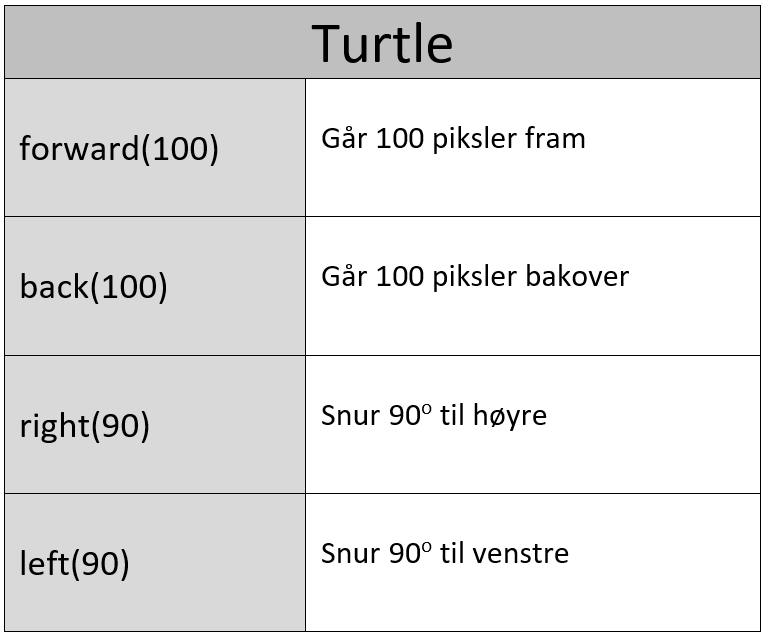 Turtle
forward(100)
Går 100 piksler fram
back(100)
Går 100 piksler bakover
right(90)
Snur 90° til høyre
left(90)
Snur 90° til venstre